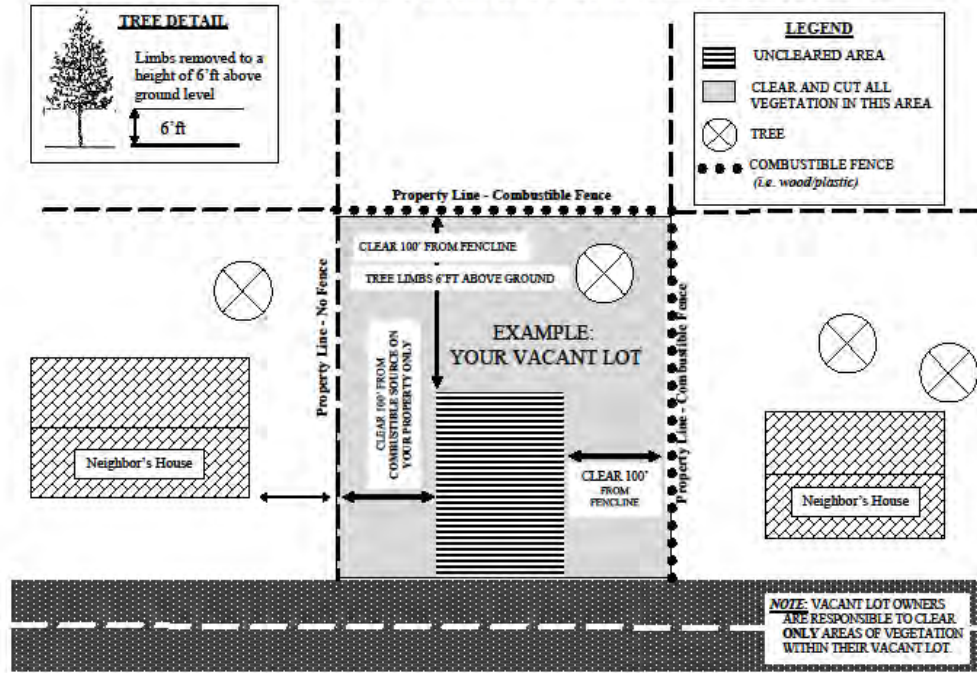 TREE DETAIL
Limbs removed to a
height of 6'ft above
ground level
6'ft
LEGEND
UNCLEARED AREA
CLEAR AND CUT ALL
VEGETATION IN THIS AREA
TREE
COMBUSTIBLE FENCE
(i.e. wood/plastic)
Property Line - Combustible Fence
CLEAR 100' FROM FENCLINE
TREE LIMBS 6'FT ABOVE GROUND
Property Line - No Fence
EXAMPLE:
YOUR VACANT LOT
CLEAR 100' FROM
COMBUSTIBLE SOURCE ON
YOUR PROPERTY ONLY
Property Line - Combustible Fence
Neighbor's House
CLEAR 100'
FROM
FENCLINE
Neighbor's House
NOTE: VACANT LOT OWNERS
ARE RESPONSIBLE TO CLEAR
ONLY AREAS OF VEGETATION
WITHIN THEIR VACANT LOT.